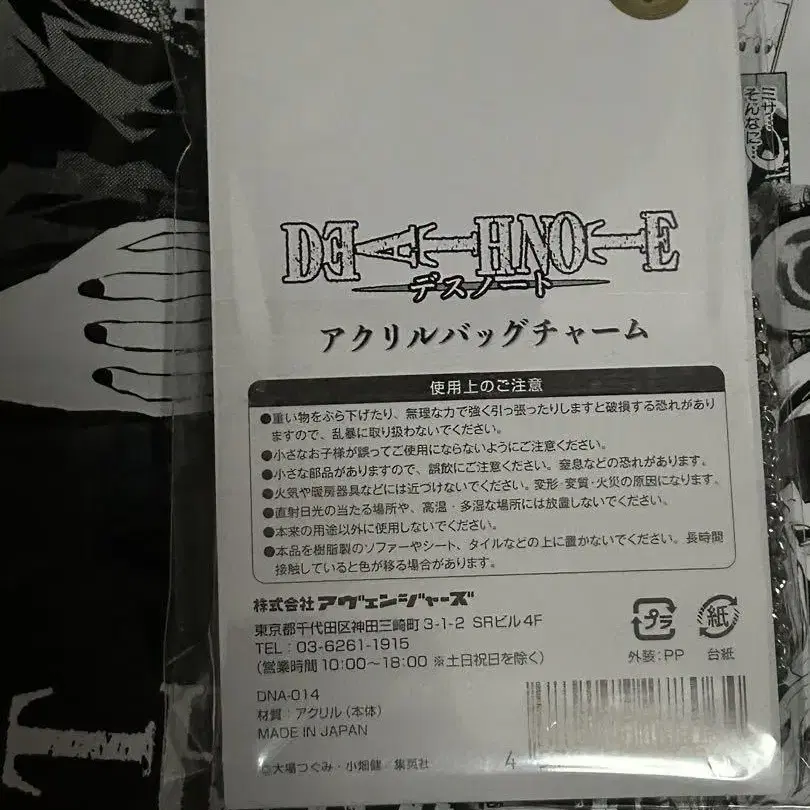 ミサ…
そんなに…
DEATH NOTE
デスノート
アクリルバッグチャーム
使用上のご注意
●重い物をぶら下げたり、無理な力で強く引っ張ったりしますと破損する恐れがあり
ますので、乱暴に取り扱わないでください。
●小さなお子様が誤ってご使用にならないようにご注意ください。
●小さな部品がありますので、誤飲にご注意ください。窒息などの恐れがあります。
●火気や暖房器具などには近づけないでください。変形・変質・火災の原因になります。
●直射日光の当たる場所や、高温・多湿な場所には放置しないでください。
●本来の用途以外に使用しないでください。
●本品を樹脂製のソファーやシート、タイルなどの上に置かないでください。長時間
接触していると色が移る場合があります。
株式会社アヴェンジャーズ
東京都千代田区神田三崎町3-1-2 SRビル4F
TEL:03-6261-1915
(営業時間10:00〜18:00 ※土日祝日を除く)
プラ
外装:PP
紙
台紙
DNA-014
材質:アクリル(本体)
MADE IN JAPAN
©大場つぐみ・小畑健/集英社
4
T